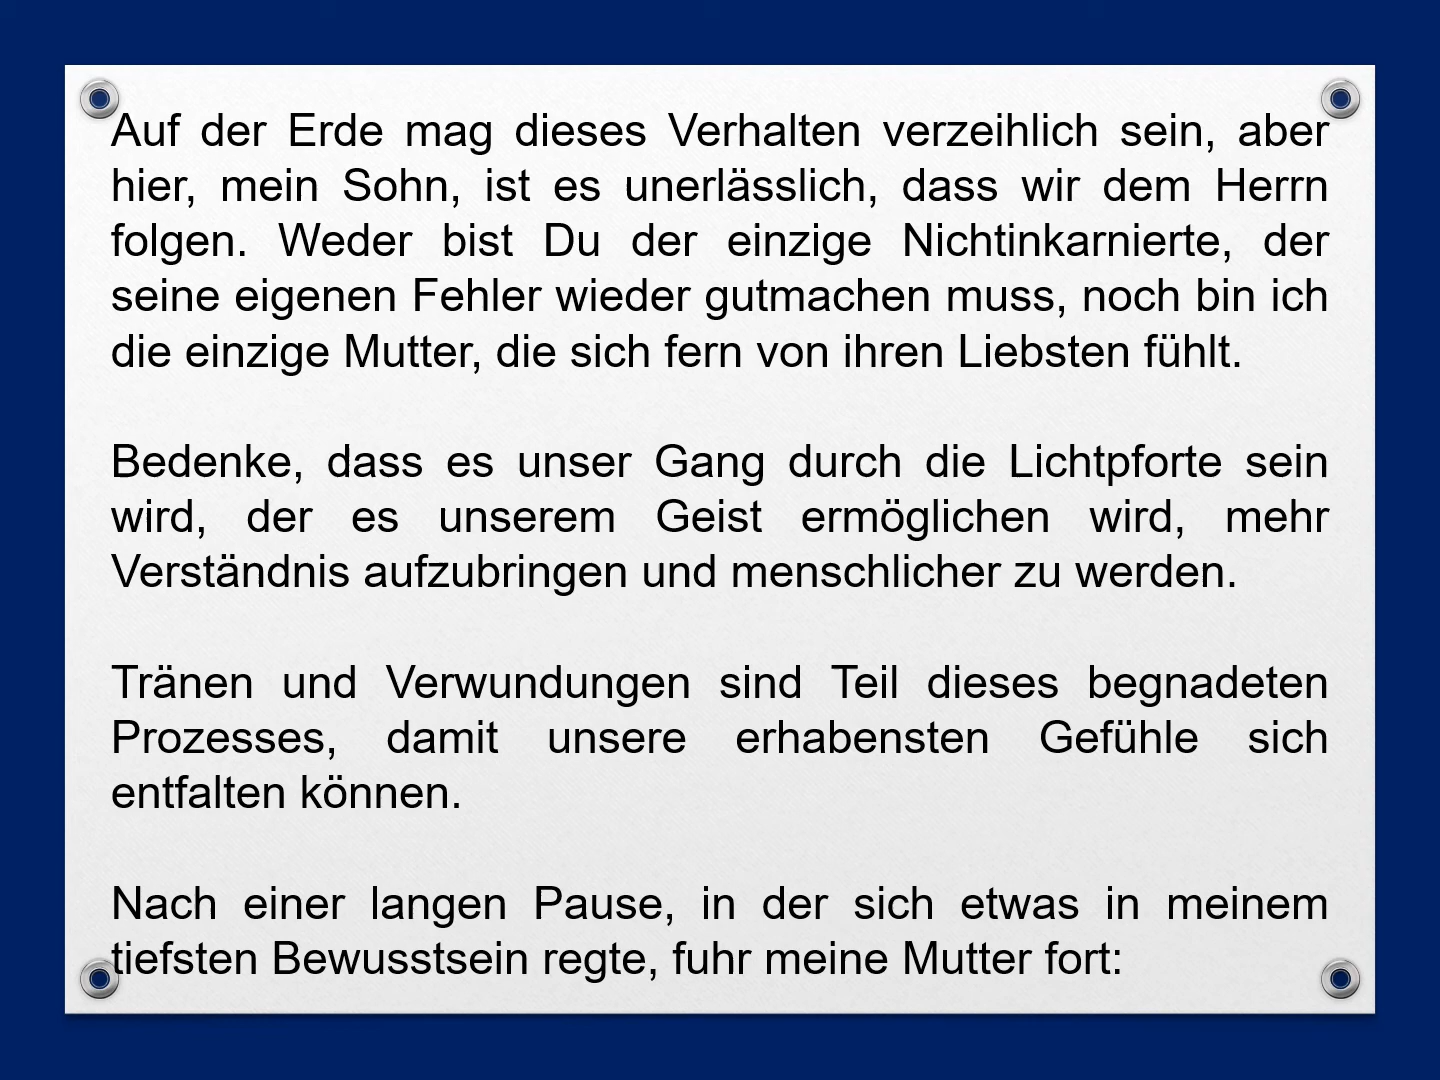 Auf der Erde mag dieses Verhalten verzeihlich sein, aber
hier, mein Sohn, ist es unerlässlich, dass wir dem Herrn
folgen. Weder bist Du der einzige Nichtinkarnierte, der
seine eigenen Fehler wieder gutmachen muss, noch bin ich
die einzige Mutter, die sich fern von ihren Liebsten fühlt.
Bedenke, dass es unser Gang durch die Lichtpforte sein
wird, der es unserem Geist ermöglichen wird, mehr
Verständnis aufzubringen und menschlicher zu werden.
Tränen und Verwundungen sind Teil dieses begnadeten
Prozesses, damit unsere erhabensten Gefühle sich
entfalten können.
Nach einer langen Pause, in der sich etwas in meinem
tiefsten Bewusstsein regte, fuhr meine Mutter fort: